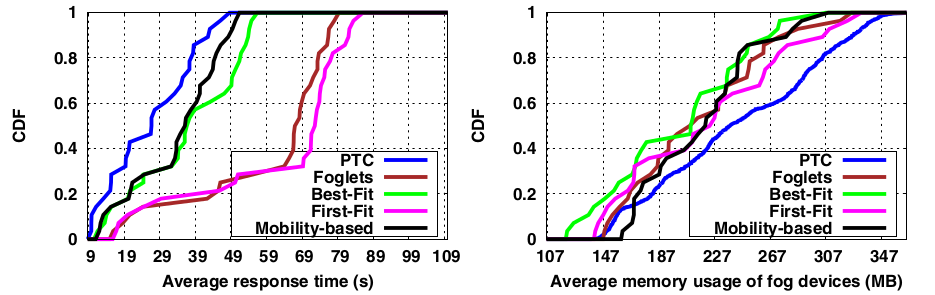 1
0.8
0.6
0.4
0.2
0
CDF
PTC
Foglets
Best-Fit
First-Fit
Mobility-based
9 19 29 39 49 59 69 79 89 99 109
Average response time (s)
1
0.8
0.6
0.4
0.2
0
CDF
PTC
Foglets
Best-Fit
First-Fit
Mobility-based
107 147 187 227 267 307 347
Average memory usage of fog devices (MB)